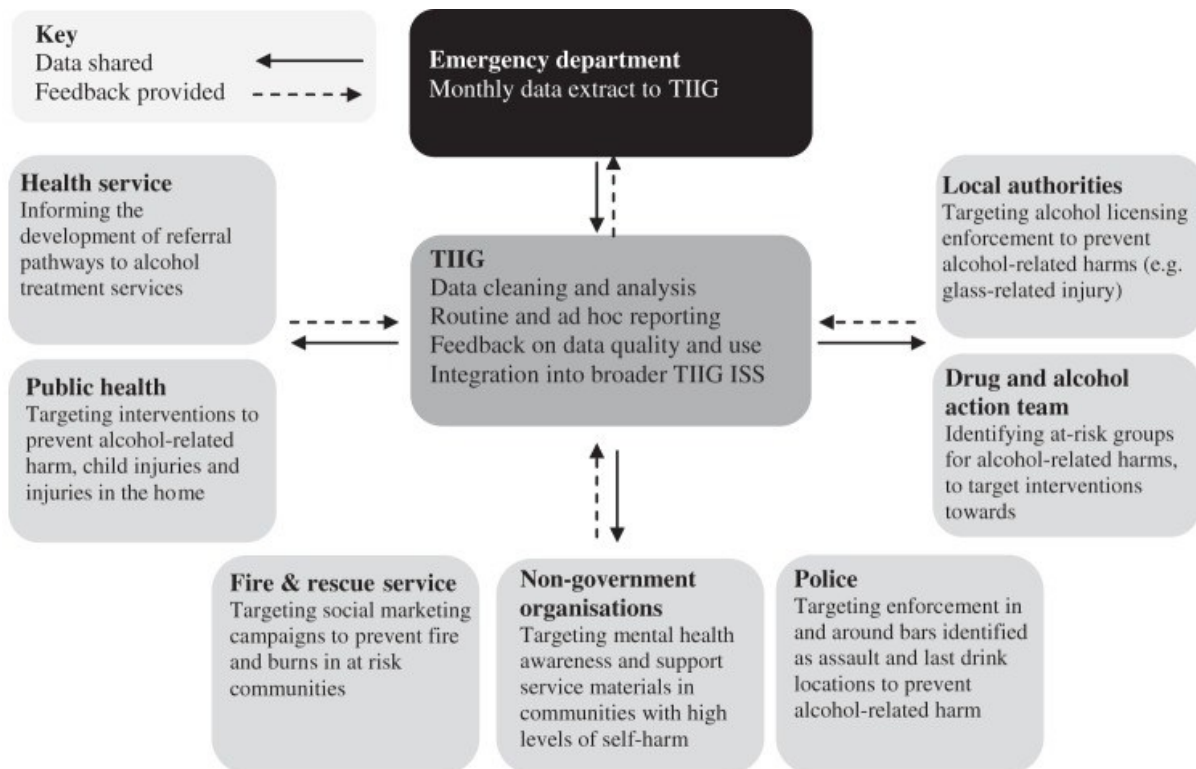 Key
Data shared
Feedback provided
Emergency department
Monthly data extract to TIIG
Health service
Informing the
development of referral
pathways to alcohol
treatment services
Local authorities
Targeting alcohol licensing
enforcement to prevent
alcohol-related harms (e.g.
glass-related injury)
TIIG
Data cleaning and analysis
Routine and ad hoc reporting
Feedback on data quality and use
Integration into broader TIIG ISS
Public health
Targeting interventions to
prevent alcohol-related
harm, child injuries and
injuries in the home
Drug and alcohol
action team
Identifying at-risk groups
for alcohol-related harms,
to target interventions
towards
Fire & rescue service
Targeting social marketing
campaigns to prevent fire
and burns in at risk
communities
Non-government
organisations
Targeting mental health
awareness and support
service materials in
communities with high
levels of self-harm
Police
Targeting enforcement in
and around bars identified
as assault and last drink
locations to prevent
alcohol-related harm